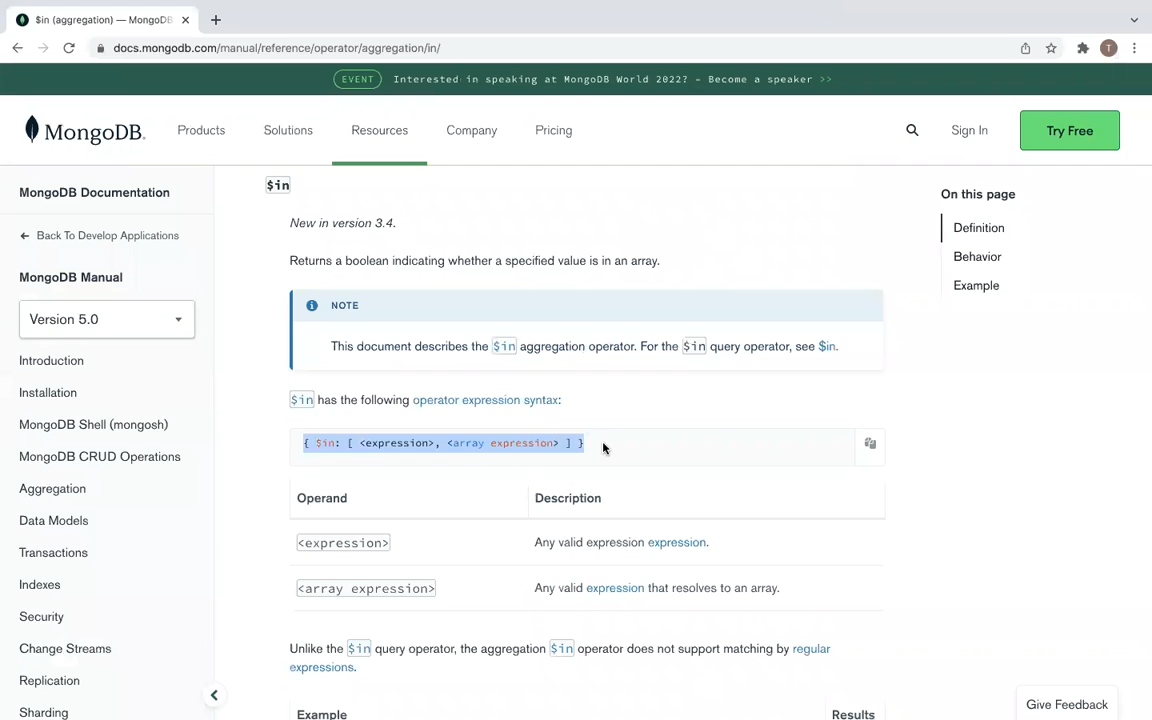 $in (aggregation) — MongoDB
docs.mongodb.com/manual/reference/operator/aggregation/in/
T
EVENT Interested in speaking at MongoDB World 2022? – Become a speaker >>
MongoDB.
Products
Solutions
Resources
Company
Pricing
Sign In
Try Free
MongoDB Documentation
Back To Develop Applications
MongoDB Manual
Version 5.0
Introduction
Installation
MongoDB Shell (mongosh)
MongoDB CRUD Operations
Aggregation
Data Models
Transactions
Indexes
Security
Change Streams
Replication
Sharding
$in
New in version 3.4.
Returns a boolean indicating whether a specified value is in an array.
NOTE
This document describes the $in aggregation operator. For the $in query operator, see $in.
$in has the following operator expression syntax:
{ $in: [ <expression>, <array expression> ] }
Operand Description
<expression> Any valid expression expression.
<array expression> Any valid expression that resolves to an array.
Unlike the $in query operator, the aggregation $in operator does not support matching by regular
expressions.
Example Results
On this page
Definition
Behavior
Example
Give Feedback